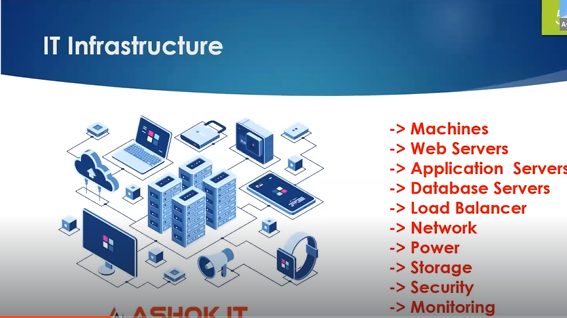 IT Infrastructure
-> Machines
-> Web Servers
-> Application Servers
-> Database Servers
-> Load Balancer
-> Network
-> Power
-> Storage
-> Security
-> Monitoring
ASHOK IT